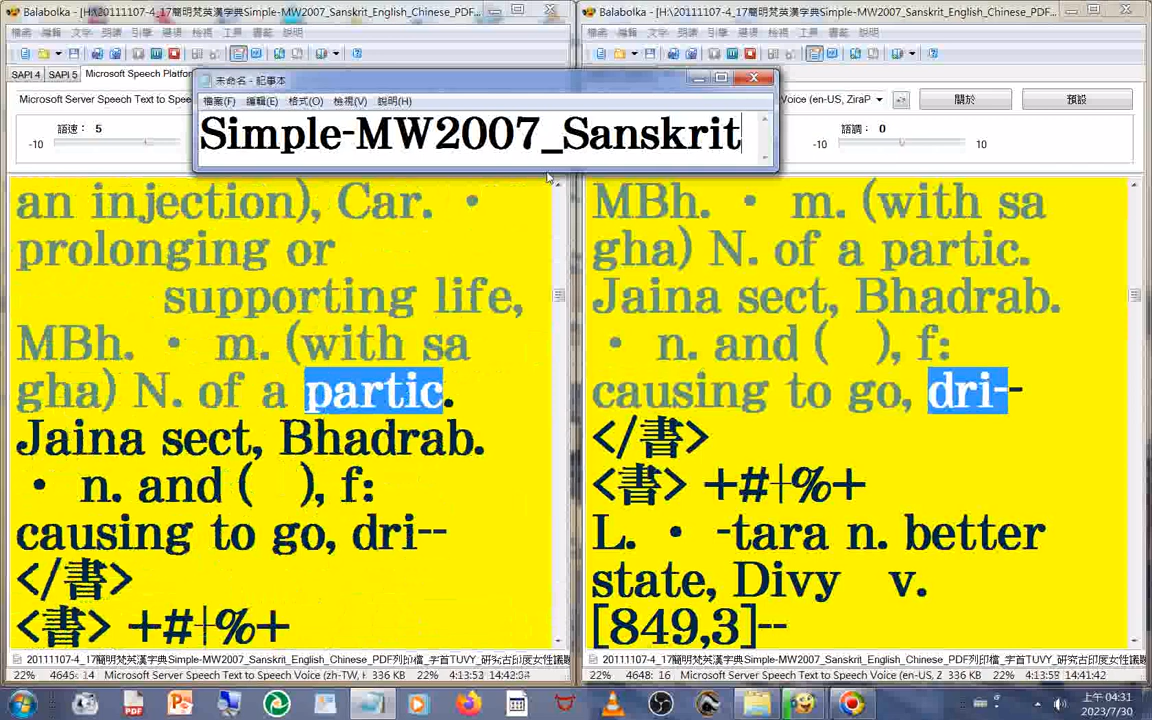 Balabolka - [H:\20111107-4_17簡明梵英漢字典Simple-MW2007_Sanskrit_English_Chinese_PDF...
Balabolka - [H:\20111107-4_17簡明梵英漢字典Simple-MW2007_Sanskrit_English_Chinese_PDF...
SAPI 4 SAPI 5 Microsoft Speech Platfo
未命名 - 記事本
檔案(F) 編輯(E) 格式(O) 檢視(V) 說明(H)
Simple-MW2007_Sanskrit
Microsoft Server Speech Text to Spee
Voice (en-US, ZiraP
關於
預設
語速： 5
-10
語調： 0
-10
10
an injection), Car. •
prolonging or
supporting life,
MBh. • m. (with sa
gha) N. of a partic.
Jaina sect, Bhadrab.
• n. and ( ), f:
causing to go, dri--
</書>
<書> +#|%+
MBh. • m. (with sa
gha) N. of a partic.
Jaina sect, Bhadrab.
• n. and ( ), f:
causing to go, dri--
</書>
<書> +#|%+
L. • -tara n. better
state, Divy v.
[849,3]--
20111107-4_17簡明梵英漢字典Simple-MW2007_Sanskrit_English_Chinese_PDF列印檔_字首TUVY_研究古印度女性議題
20111107-4_17簡明梵英漢字典Simple-MW2007_Sanskrit_English_Chinese_PDF列印檔_字首TUVY_研究古印度女性議題
22% 4645: 14 Microsoft Server Speech Text to Speech Voice (zh-TW, 336 KB 4:13:53
22% 4648: 16 Microsoft Server Speech Text to Speech Voice (en-US, 336 KB 14:41:42
上午 04:31
2023/7/30